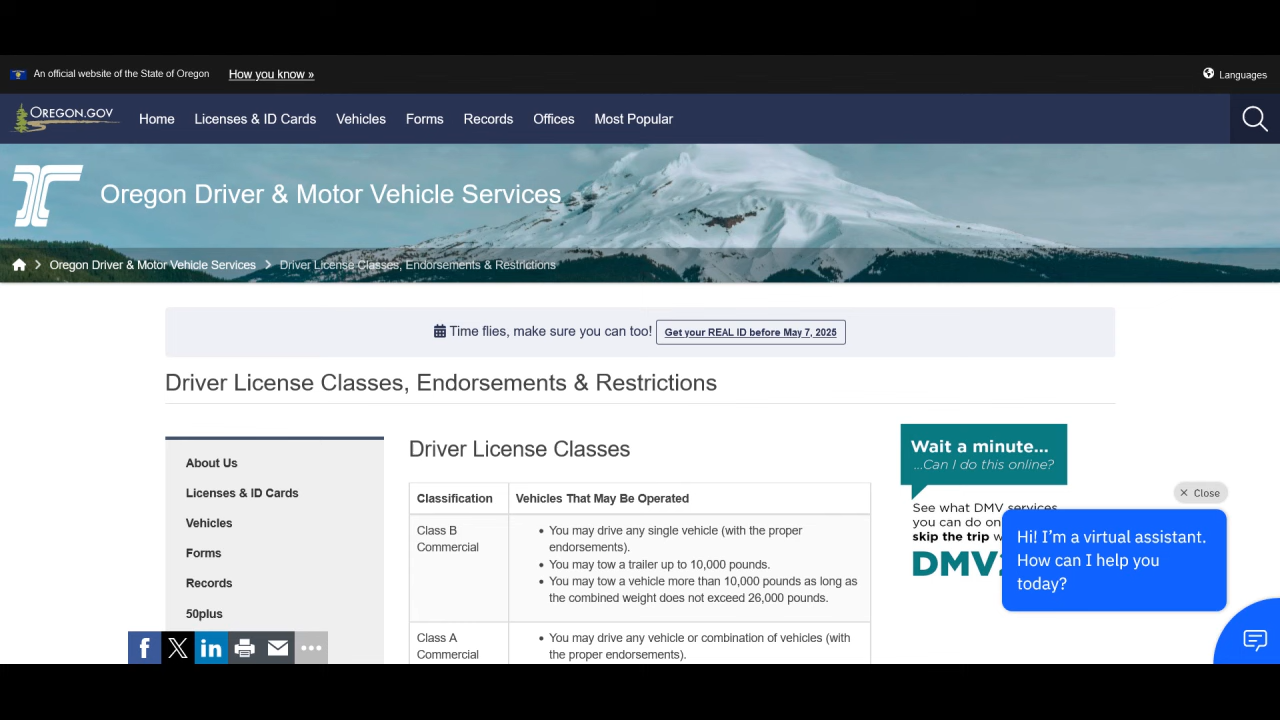 An official website of the State of Oregon How you know »
Languages
OREGON.GOV Home Licenses & ID Cards Vehicles Forms Records Offices Most Popular
Oregon Driver & Motor Vehicle Services
Oregon Driver & Motor Vehicle Services Driver License Classes, Endorsements & Restrictions
Time flies, make sure you can too! Get your REAL ID before May 7, 2025
Driver License Classes, Endorsements & Restrictions
About Us
Licenses & ID Cards
Vehicles
Forms
Records
50plus
Driver License Classes
Classification Vehicles That May Be Operated
Class B
Commercial
• You may drive any single vehicle (with the proper
endorsements).
• You may tow a trailer up to 10,000 pounds.
• You may tow a vehicle more than 10,000 pounds as long as
the combined weight does not exceed 26,000 pounds.
Class A
Commercial
• You may drive any vehicle or combination of vehicles (with
the proper endorsements).
Wait a minute...
...Can I do this online?
See what DMV services
you can do on
skip the trip w
DMV
Close
Hi! I'm a virtual assistant.
How can I help you
today?